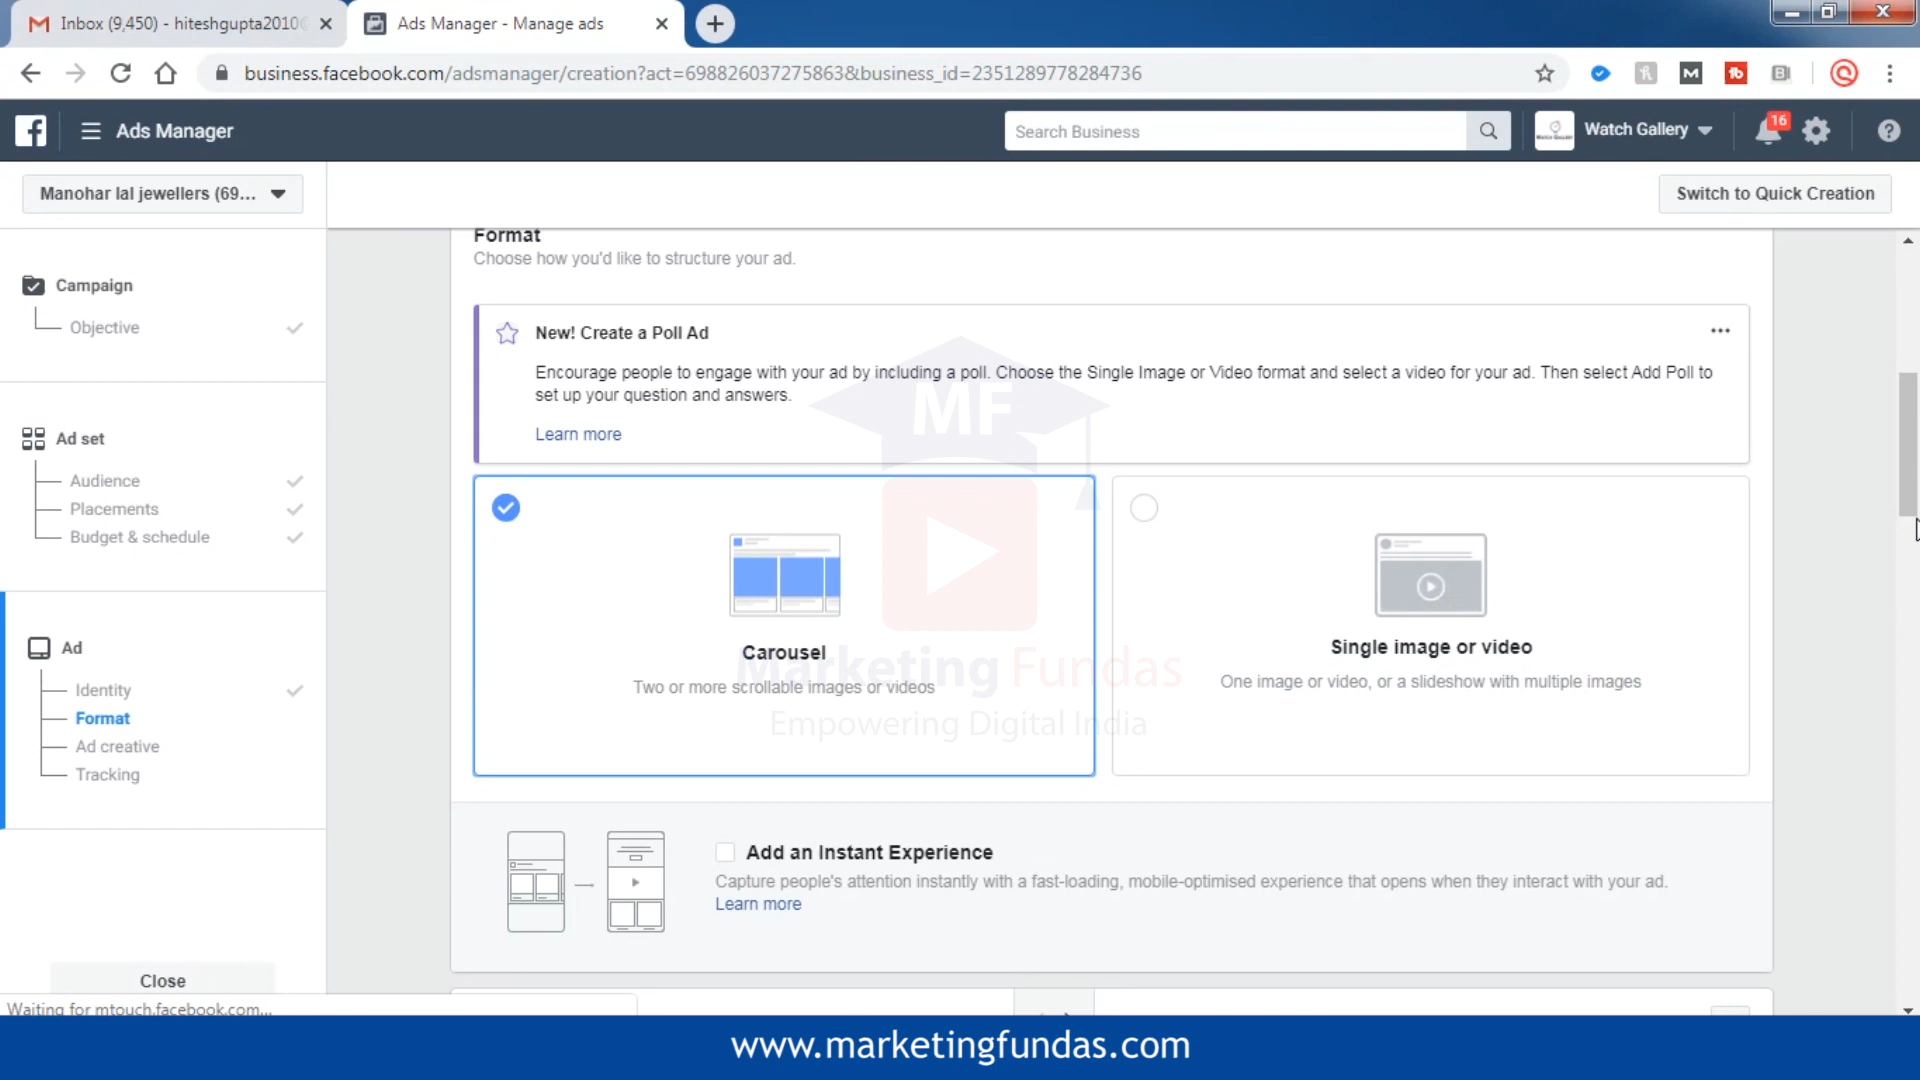 Inbox (9,450) - hiteshgupta2010
Ads Manager - Manage ads
business.facebook.com/adsmanager/creation?act=698826037275863&business_id=2351289778284736
Ads Manager
Search Business
Watch Gallery
16
Manohar lal jewellers (69...
Switch to Quick Creation
Campaign
Objective
Ad set
Audience
Placements
Budget & schedule
Ad
Identity
Format
Ad creative
Tracking
Close
Waiting for mtouch.facebook.com...
Format
Choose how you'd like to structure your ad.
New! Create a Poll Ad
Encourage people to engage with your ad by including a poll. Choose the Single Image or Video format and select a video for your ad. Then select Add Poll to
set up your question and answers.
Learn more
MF
Carousel
Two or more scrollable images or videos
Single image or video
One image or video, or a slideshow with multiple images
Marketing Fundas
Empowering Digital India
Add an Instant Experience
Capture people's attention instantly with a fast-loading, mobile-optimised experience that opens when they interact with your ad.
Learn more
www.marketingfundas.com